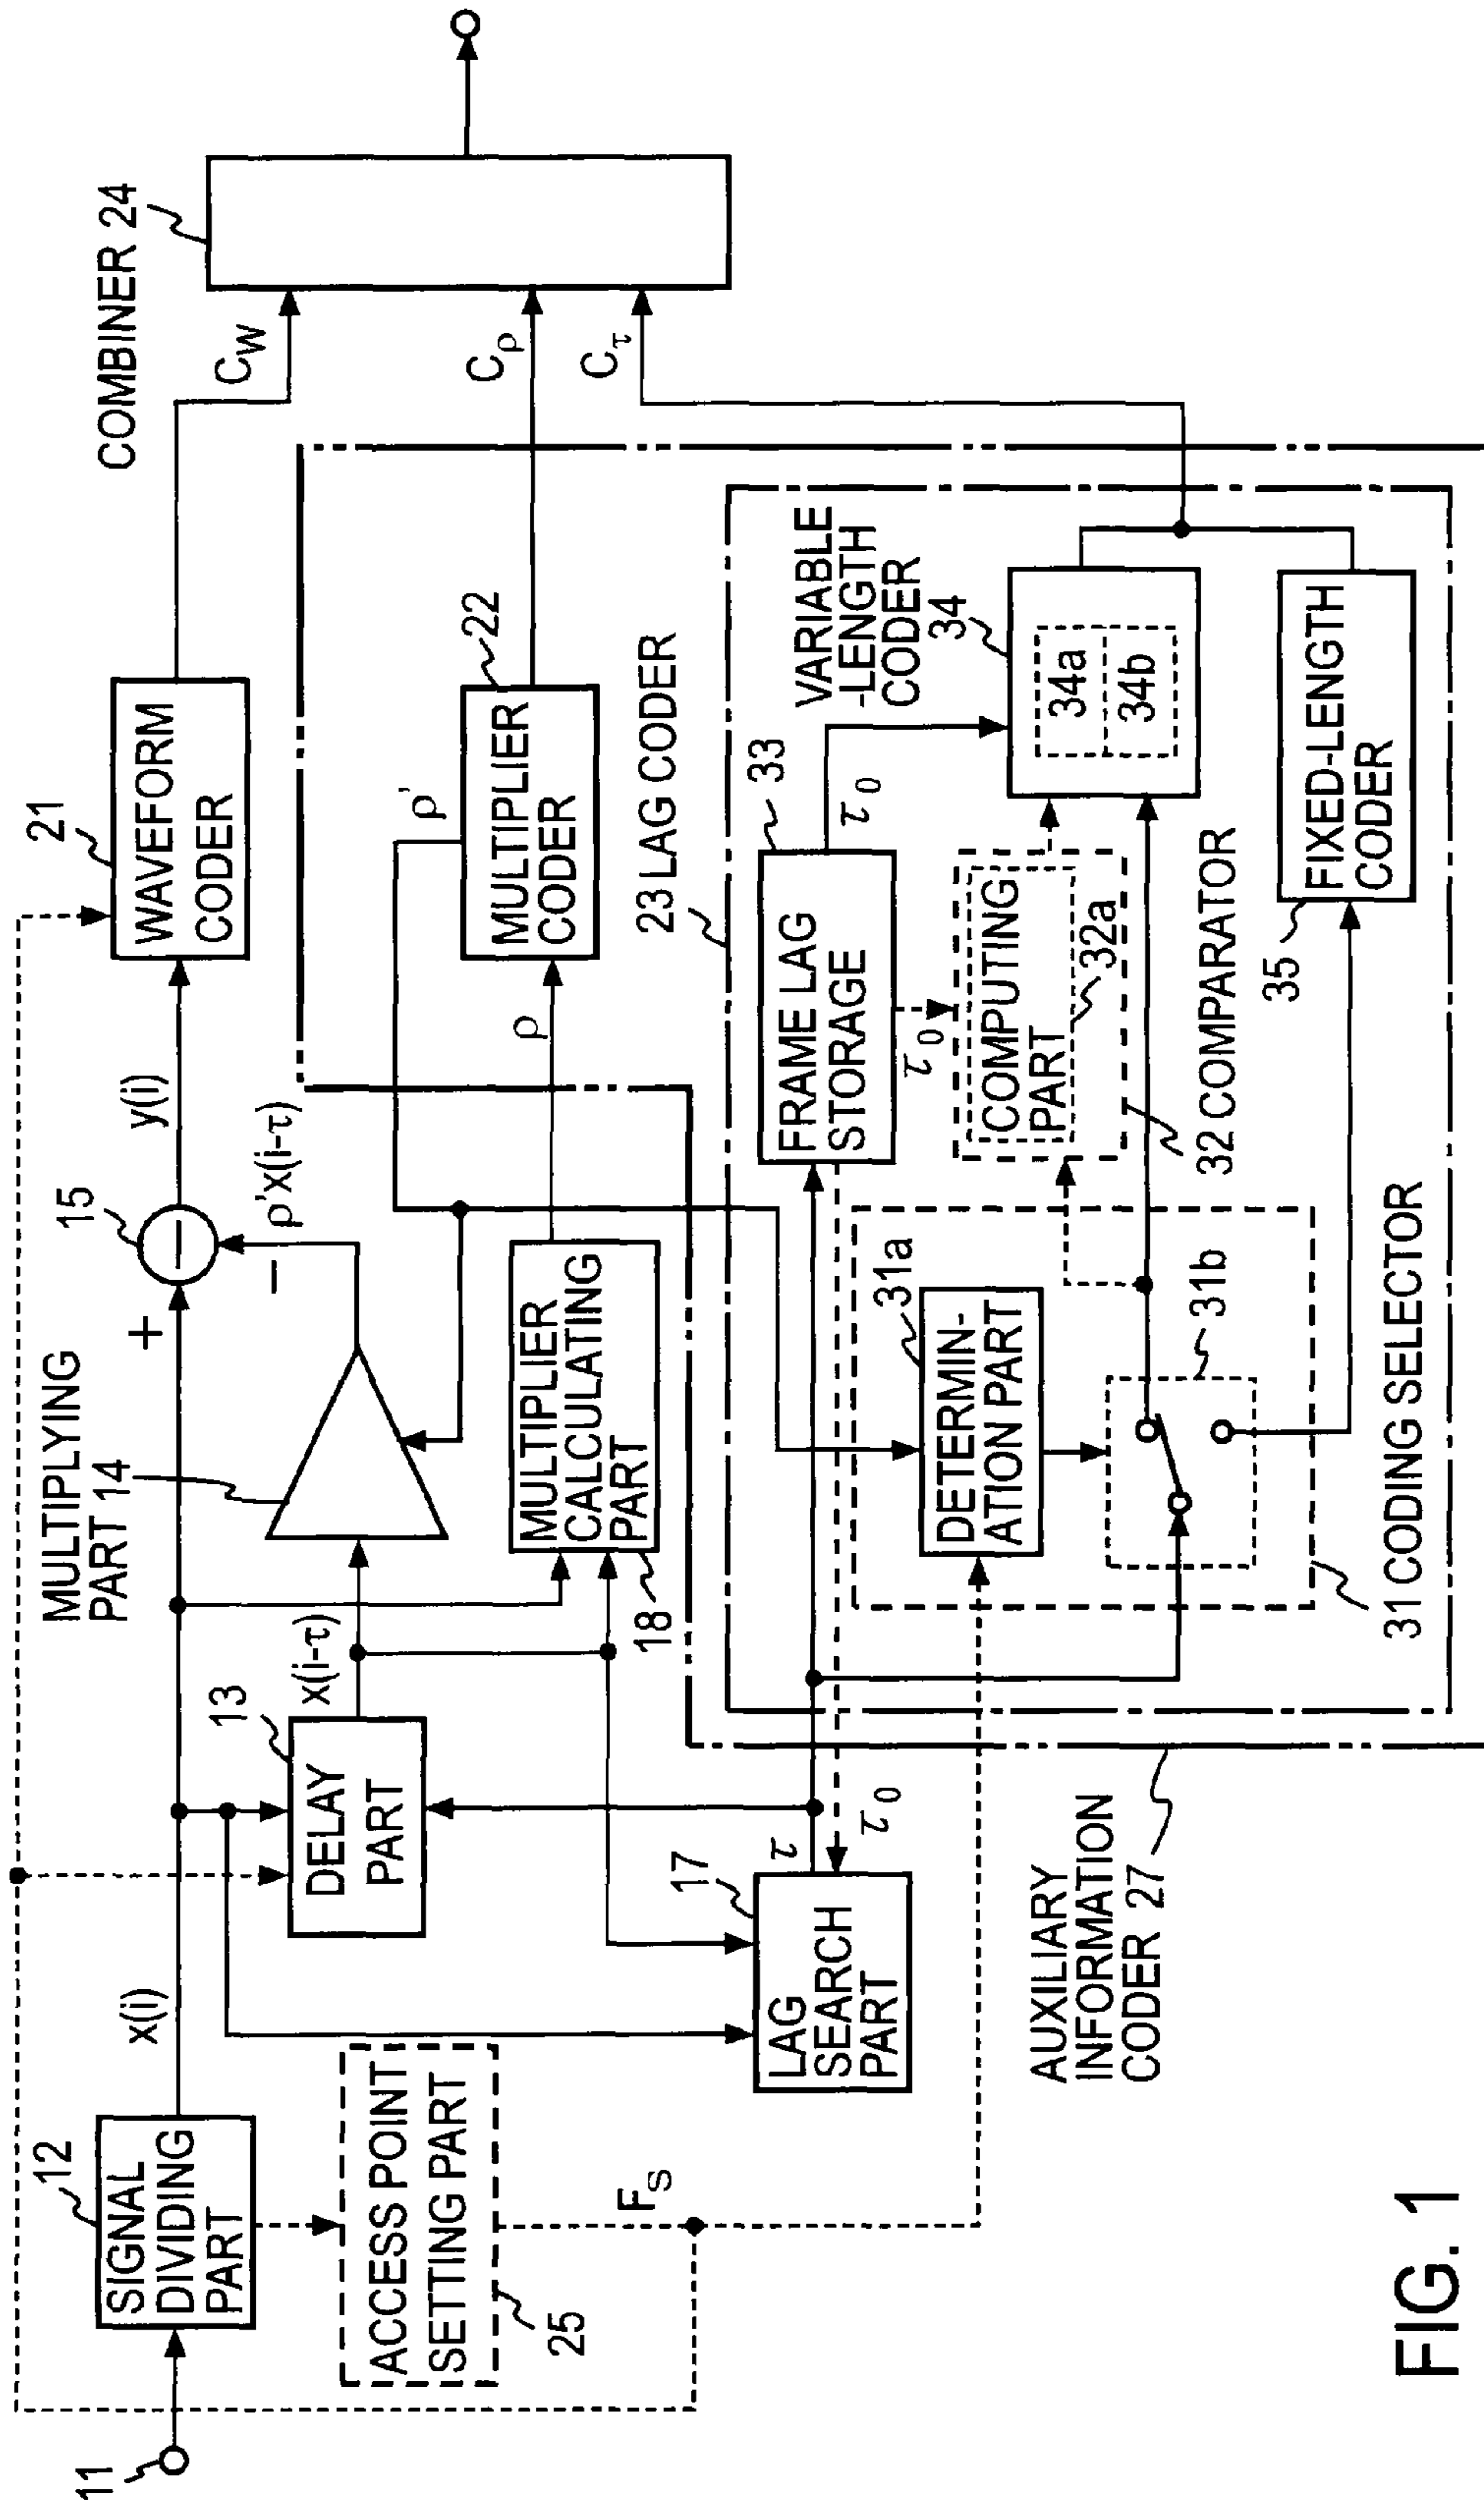 11
SIGNAL
DIVIDING
PART
12
x(i)
ACCESS POINT
SETTING PART
25
FS
DELAY
PART
13
x(i-τ)
LAG
SEARCH
PART
17
τ
τ0
MULTIPLYING
PART 14
+
−
15
ρ'x(i-τ)
y(i)
MULTIPLIER
CALCULATING
PART
18
ρ
ρ'
WAVEFORM
CODER
21
MULTIPLIER
CODER
22
23 LAG CODER
FRAME LAG
STORAGE
33
τ0
τ0
DETERMIN-
ATION PART
31a
31b
31 CODING SELECTOR
COMPUTING
PART
32a
32 COMPARATOR
VARIABLE
-LENGTH
CODER
34
34a
34b
FIXED-LENGTH
CODER
35
AUXILIARY
INFORMATION
CODER 27
CW
Cρ
Cτ
COMBINER 24
FIG. 1